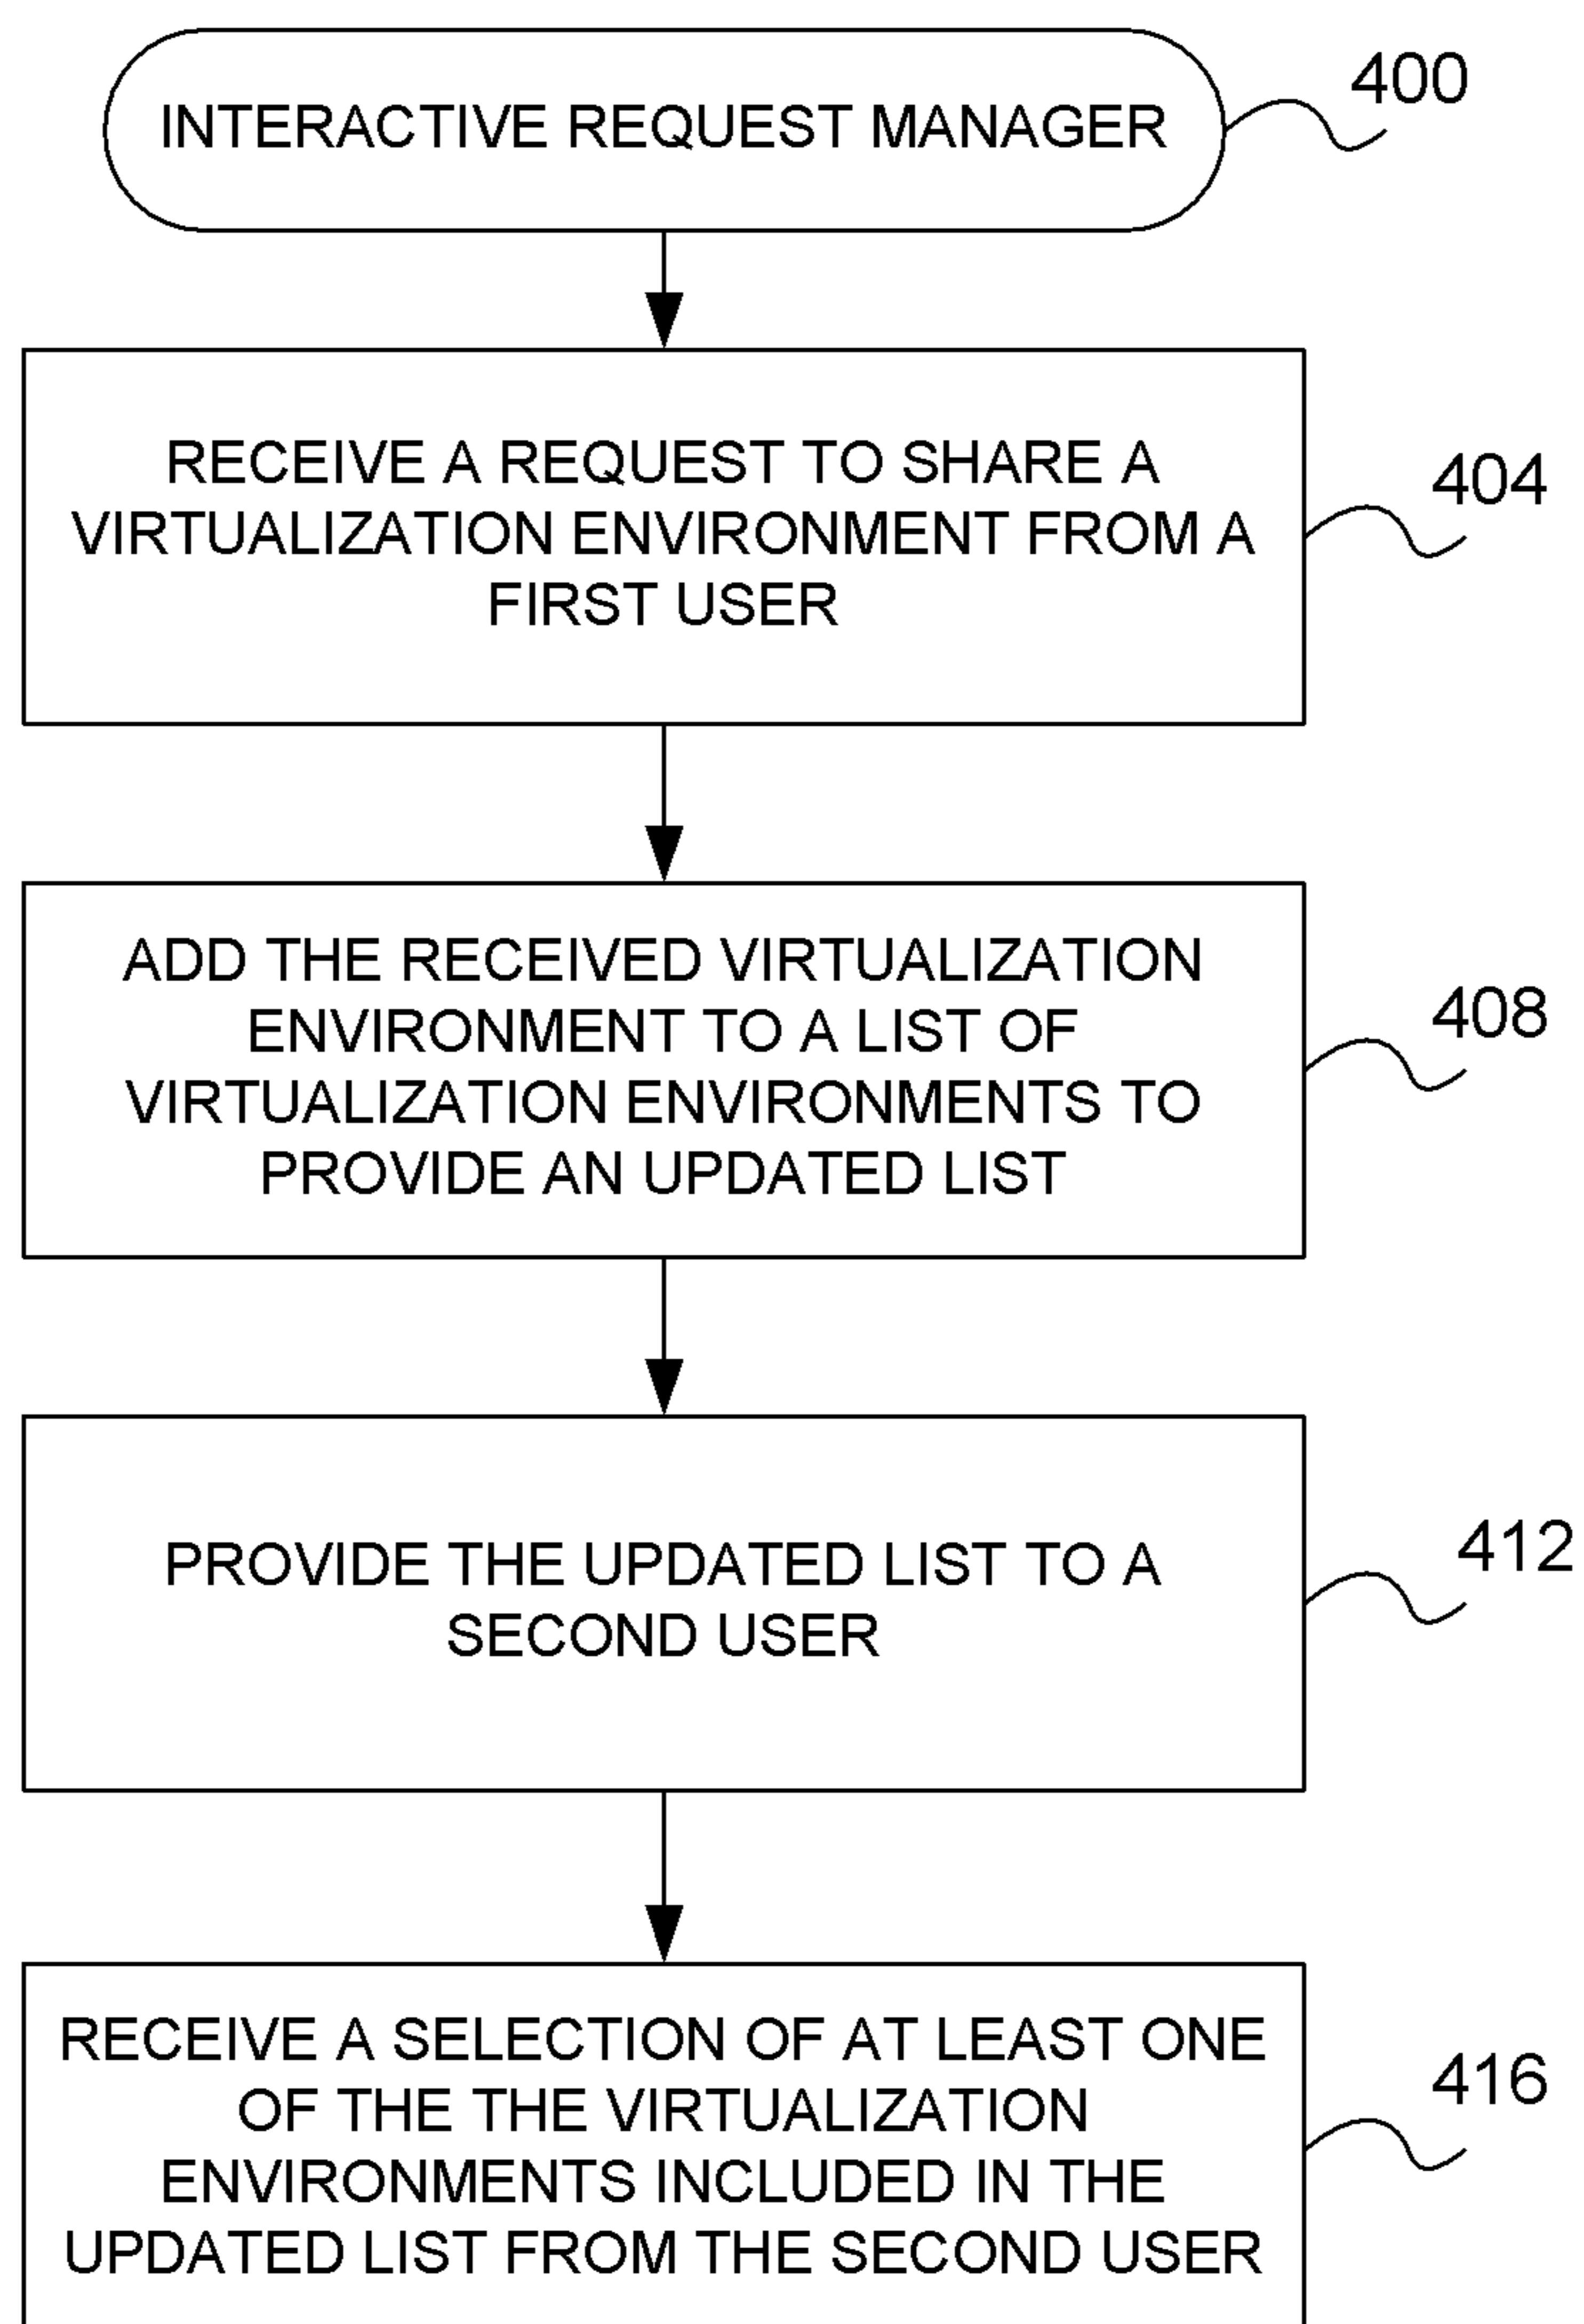 INTERACTIVE REQUEST MANAGER
400
RECEIVE A REQUEST TO SHARE A
VIRTUALIZATION ENVIRONMENT FROM A
FIRST USER
404
ADD THE RECEIVED VIRTUALIZATION
ENVIRONMENT TO A LIST OF
VIRTUALIZATION ENVIRONMENTS TO
PROVIDE AN UPDATED LIST
408
PROVIDE THE UPDATED LIST TO A
SECOND USER
412
RECEIVE A SELECTION OF AT LEAST ONE
OF THE THE VIRTUALIZATION
ENVIRONMENTS INCLUDED IN THE
UPDATED LIST FROM THE SECOND USER
416